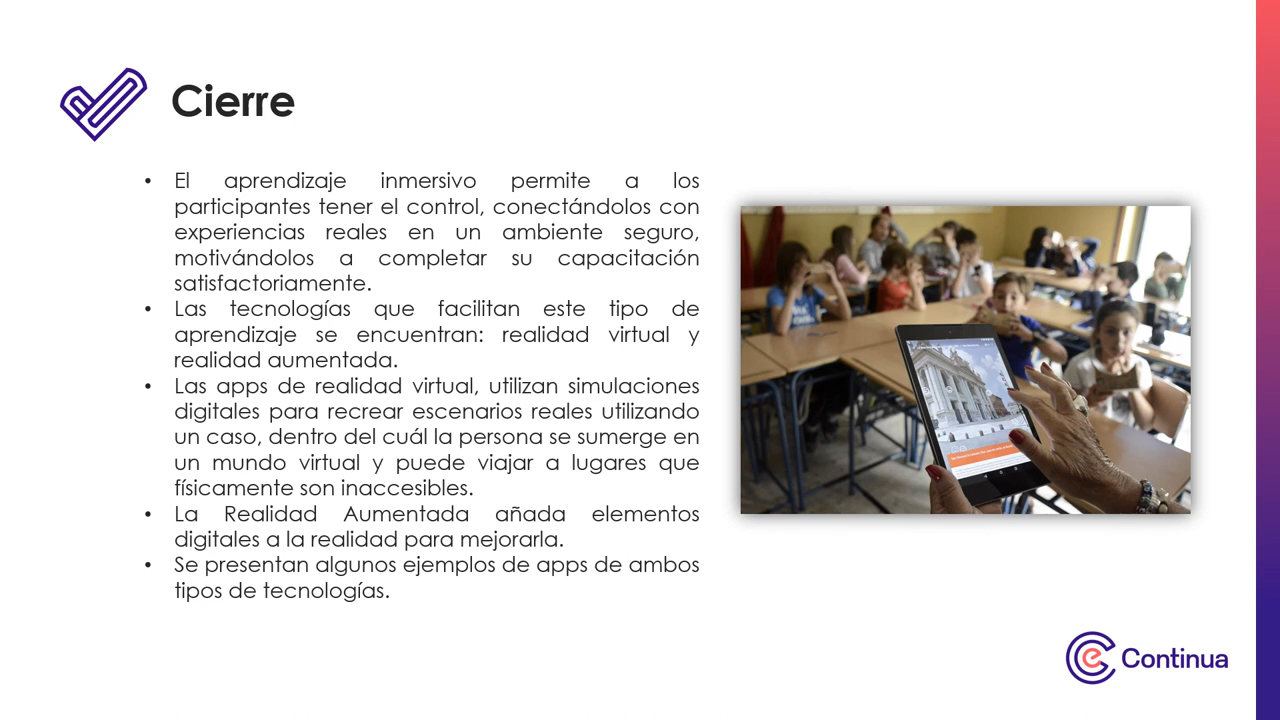 Cierre
• El aprendizaje inmersivo permite a los
participantes tener el control, conectándolos con
experiencias reales en un ambiente seguro,
motivándolos a completar su capacitación
satisfactoriamente.
• Las tecnologías que facilitan este tipo de
aprendizaje se encuentran: realidad virtual y
realidad aumentada.
• Las apps de realidad virtual, utilizan simulaciones
digitales para recrear escenarios reales utilizando
un caso, dentro del cuál la persona se sumerge en
un mundo virtual y puede viajar a lugares que
físicamente son inaccesibles.
• La Realidad Aumentada añada elementos
digitales a la realidad para mejorarla.
• Se presentan algunos ejemplos de apps de ambos
tipos de tecnologías.
e Continua